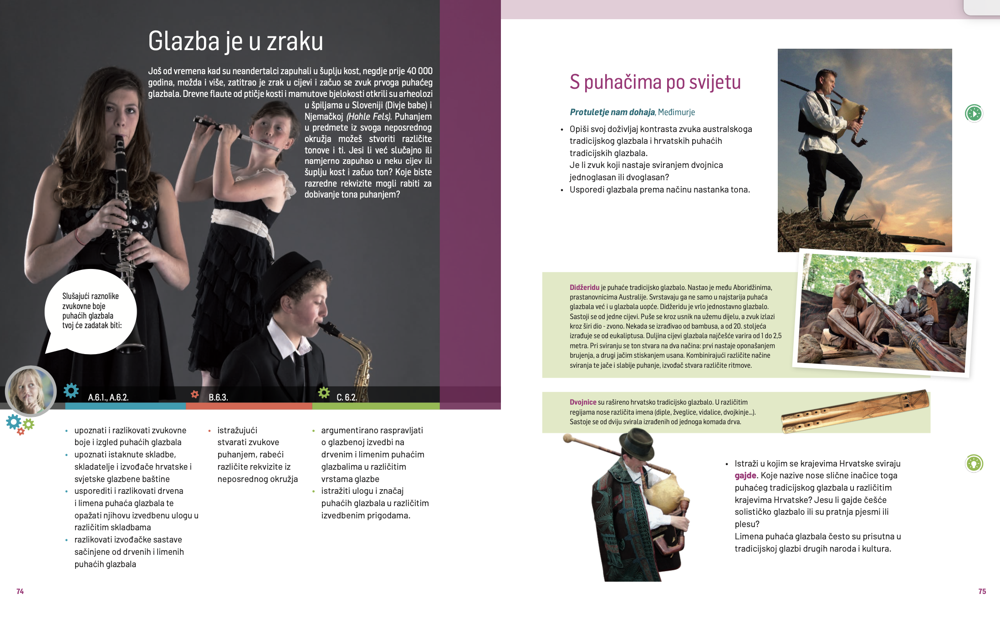 Glazba je u zraku
Još od vremena kad su neandertalci zapuhali u šuplju kost, negdje prije 40 000
godina, možda i više, zatitrao je zrak u cijevi i začuo se zvuk prvoga puhaćeg
glazbala. Drevne flaute od ptičje kosti i mamutove bjelokosti otkrili su arheolozi
u špiljama u Sloveniji (Divje babe) i
Njemačkoj (Hohle Fels). Puhanjem
u predmete iz svoga neposrednog
okružja možeš stvoriti različite
tonove i ti. Jesi li već slučajno ili
namjerno zapuhao u neku cijev ili
šuplju kost i začuo ton? Koje biste
razredne rekvizite mogli rabiti za
dobivanje tona puhanjem?
Slušajući raznolike
zvukovne boje
puhaćih glazbala
tvoj će zadatak biti:
A.6.1., A.6.2.
• upoznati i razlikovati zvukovne
boje i izgled puhaćih glazbala
• upoznati istaknute skladbe,
skladatelje i izvođače hrvatske i
svjetske glazbene baštine
• usporediti i razlikovati drvena
i limena puhaća glazbala te
opažati njihovu izvedbenu ulogu u
različitim skladbama
• razlikovati izvođačke sastave
sačinjene od drvenih i limenih
puhaćih glazbala
B.6.3.
• istražujući
stvarati zvukove
puhanjem, rabeći
različite rekvizite iz
neposrednog okružja
C. 6.2.
• argumentirano raspravljati
o glazbenoj izvedbi na
drvenim i limenim puhaćim
glazbalima u različitim
vrstama glazbe
• istražiti ulogu i značaj
puhaćih glazbala u različitim
izvedbenim prigodama.
74
S puhačima po svijetu
Protuletje nam dohaja, Međimurje
• Opiši svoj doživljaj kontrasta zvuka australskoga
tradicijskog glazbala i hrvatskih puhaćih
tradicijskih glazbala.
Je li zvuk koji nastaje sviranjem dvojnica
jednoglasan ili dvoglasan?
• Usporedi glazbala prema načinu nastanka tona.
Didžeridu je puhaće tradicijsko glazbalo. Nastao je među Aboridžinima,
prastanovnicima Australije. Svrstavaju ga ne samo u najstarija puhaća
glazbala već i u glazbala uopće. Didžeridu je vrlo jednostavno glazbalo.
Sastoji se od jedne cijevi. Puše se kroz usnik na užemu dijelu, a zvuk izlazi
kroz širi dio - zvono. Nekada se izrađivao od bambusa, a od 20. stoljeća
izrađuje se od eukaliptusa. Duljina cijevi glazbala najčešće varira od 1 do 2,5
metra. Pri sviranju se ton stvara na dva načina: prvi nastaje oponašanjem
brujenja, a drugi jačim stiskanjem usana. Kombinirajući različite načine
sviranja te jače i slabije puhanje, izvođač stvara različite ritmove.
Dvojnice su rašireno hrvatsko tradicijsko glazbalo. U različitim
regijama nose različita imena (diple, žveglice, vidalice, dvojkinje...).
Sastoje se od dviju svirala izrađenih od jednoga komada drva.
• Istraži u kojim se krajevima Hrvatske sviraju
gajde. Koje nazive nose slične inačice toga
puhaćeg tradicijskog glazbala u različitim
krajevima Hrvatske? Jesu li gajde češće
solističko glazbalo ili su pratnja pjesmi ili
plesu?
Limena puhaća glazbala često su prisutna u
tradicijskoj glazbi drugih naroda i kultura.
75